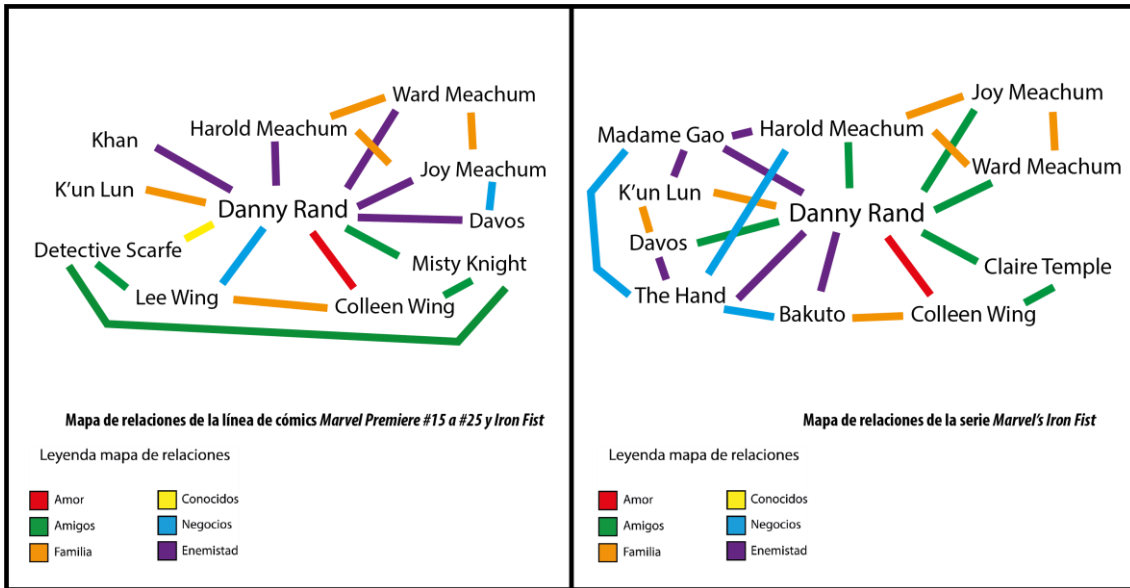 Ward Meachum
Khan
Harold Meachum
Joy Meachum
K'un Lun
Danny Rand
Davos
Detective Scarfe
Misty Knight
Lee Wing
Colleen Wing
Mapa de relaciones de la línea de cómics Marvel Premiere #15 a #25 y Iron Fist
Leyenda mapa de relaciones
Amor
Conocidos
Amigos
Negocios
Familia
Enemistad
Joy Meachum
Madame Gao
Harold Meachum
Ward Meachum
K'un Lun
Danny Rand
Davos
Claire Temple
The Hand
Bakuto
Colleen Wing
Mapa de relaciones de la serie Marvel's Iron Fist
Leyenda mapa de relaciones
Amor
Conocidos
Amigos
Negocios
Familia
Enemistad